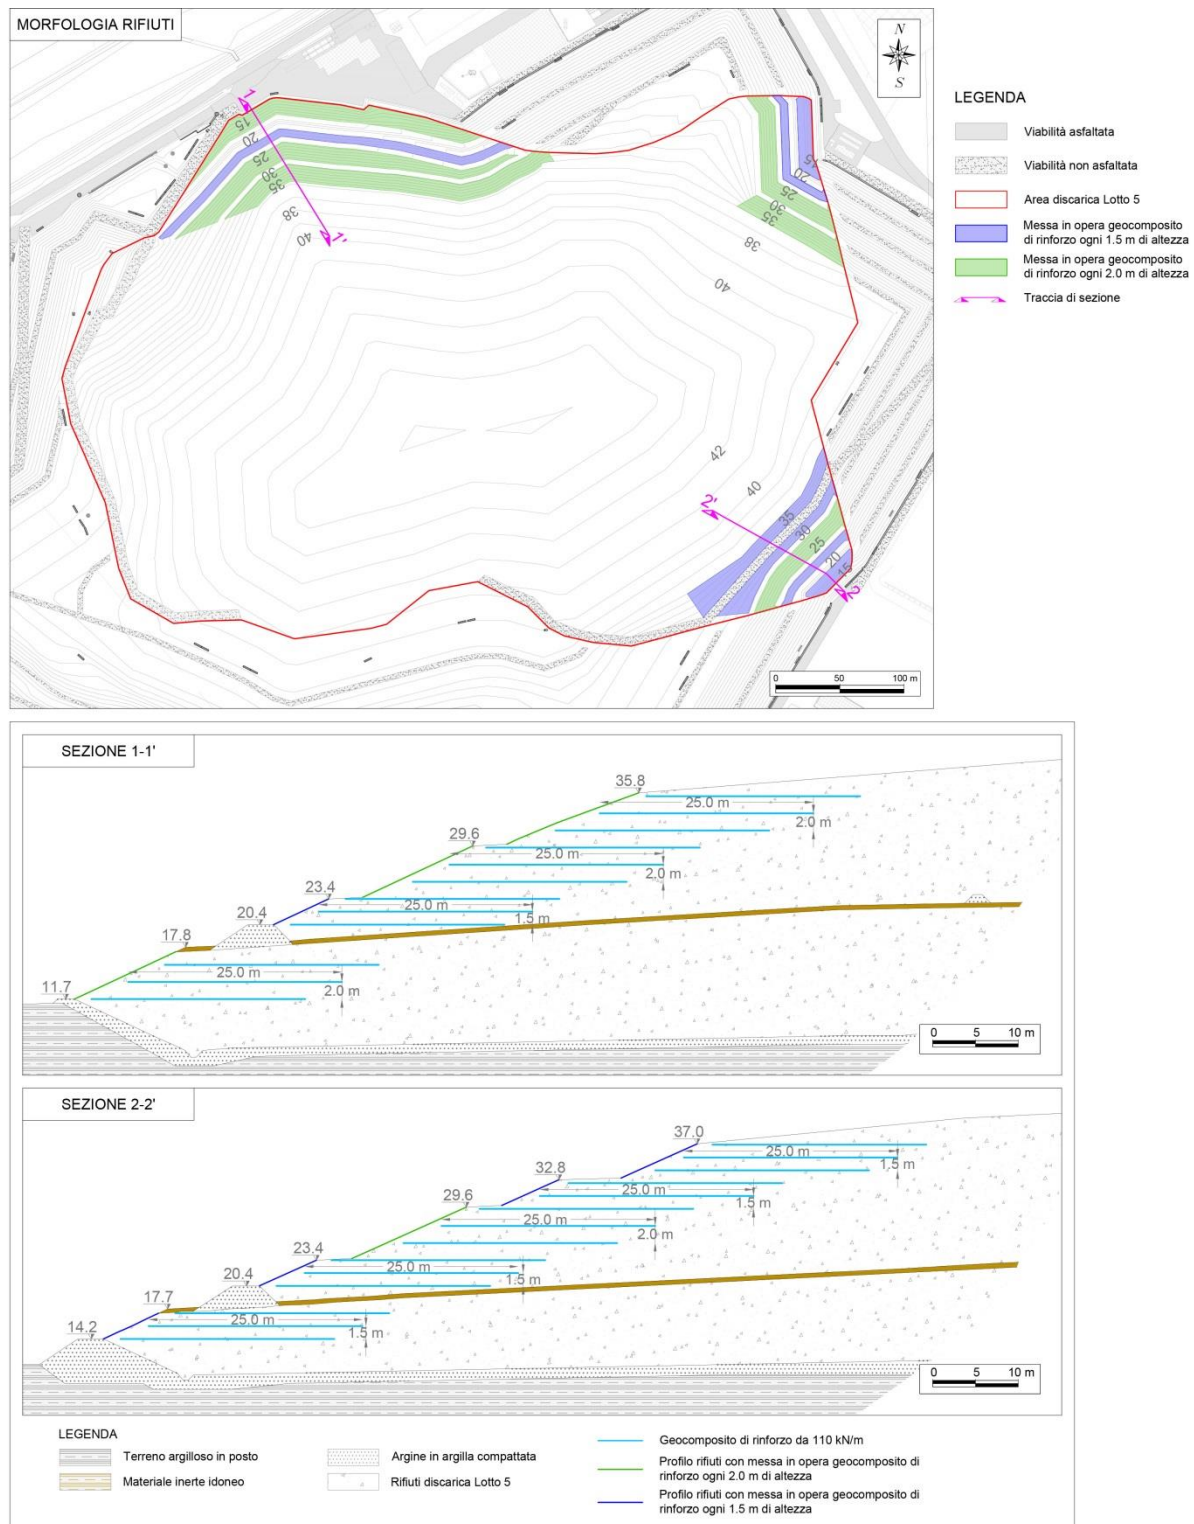 MORFOLOGIA RIFIUTI
N
S
1
15
20
25
30
35
38
40
1'
15
20
25
30
35
38
40
42
40
2'
35
30
25
20
15
2
0 50 100 m
LEGENDA
Viabilità asfaltata
Viabilità non asfaltata
Area discarica Lotto 5
Messa in opera geocomposito
di rinforzo ogni 1.5 m di altezza
Messa in opera geocomposito
di rinforzo ogni 2.0 m di altezza
Traccia di sezione
SEZIONE 1-1'
35.8
25.0 m
2.0 m
29.6
25.0 m
2.0 m
23.4
25.0 m
1.5 m
20.4
17.8
25.0 m
2.0 m
11.7
0 5 10 m
SEZIONE 2-2'
37.0
25.0 m
1.5 m
32.8
25.0 m
1.5 m
29.6
25.0 m
2.0 m
23.4
25.0 m
1.5 m
20.4
17.7
25.0 m
1.5 m
14.2
0 5 10 m
LEGENDA
Terreno argilloso in posto
Materiale inerte idoneo
Argine in argilla compattata
Rifiuti discarica Lotto 5
Geocomposito di rinforzo da 110 kN/m
Profilo rifiuti con messa in opera geocomposito di
rinforzo ogni 2.0 m di altezza
Profilo rifiuti con messa in opera geocomposito di
rinforzo ogni 1.5 m di altezza